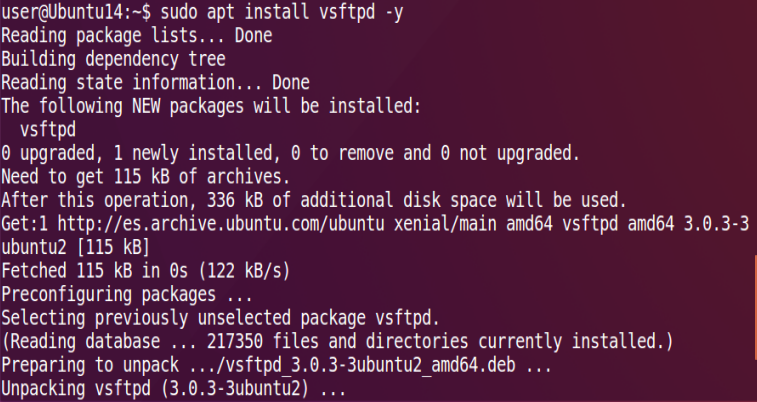 user@Ubuntu14:~$ sudo apt install vsftpd -y
Reading package lists... Done
Building dependency tree
Reading state information... Done
The following NEW packages will be installed:
  vsftpd
0 upgraded, 1 newly installed, 0 to remove and 0 not upgraded.
Need to get 115 kB of archives.
After this operation, 336 kB of additional disk space will be used.
Get:1 http://es.archive.ubuntu.com/ubuntu xenial/main amd64 vsftpd amd64 3.0.3-3
ubuntu2 [115 kB]
Fetched 115 kB in 0s (122 kB/s)
Preconfiguring packages ...
Selecting previously unselected package vsftpd.
(Reading database ... 217350 files and directories currently installed.)
Preparing to unpack .../vsftpd_3.0.3-3ubuntu2_amd64.deb ...
Unpacking vsftpd (3.0.3-3ubuntu2) ...